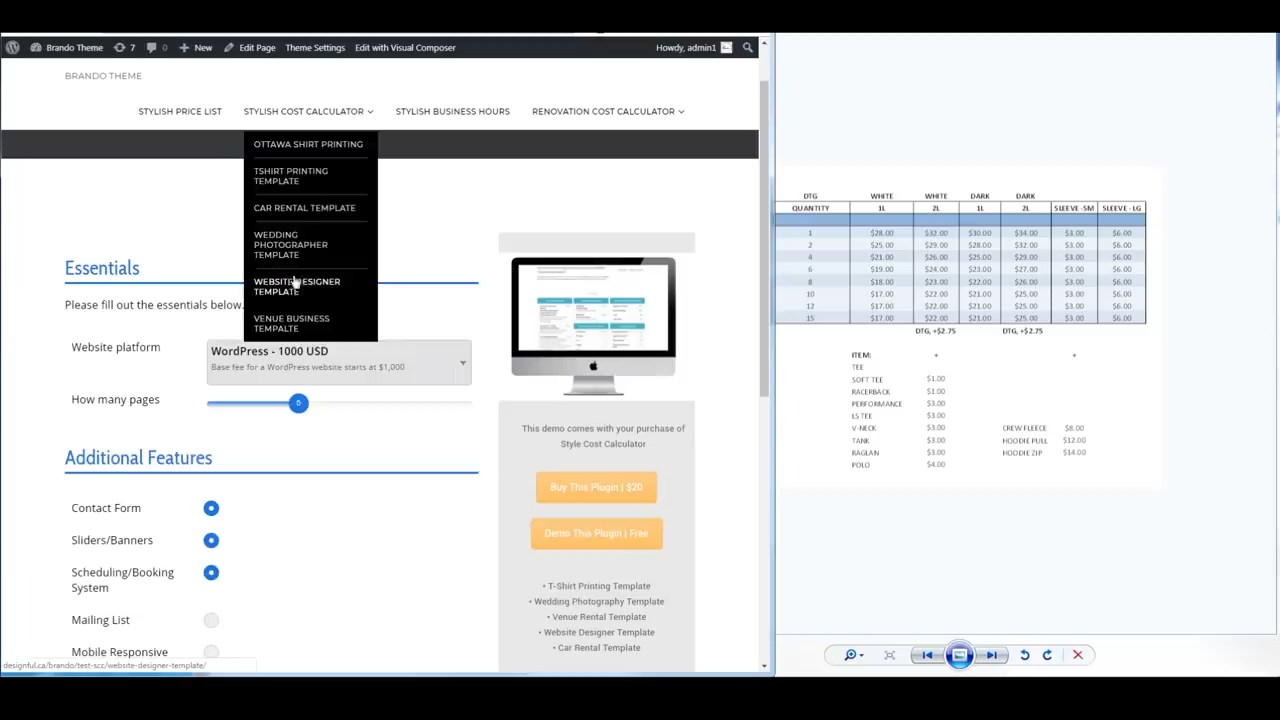 Brando Theme 7 0 New Edit Page Theme Settings Edit with Visual Composer Howdy, admin1
BRANDO THEME
STYLISH PRICE LIST STYLISH COST CALCULATOR STYLISH BUSINESS HOURS RENOVATION COST CALCULATOR
OTTAWA SHIRT PRINTING
TSHIRT PRINTING
TEMPLATE
CAR RENTAL TEMPLATE
WEDDING
PHOTOGRAPHER
TEMPLATE
WEBSITE DESIGNER
TEMPLATE
VENUE BUSINESS
TEMPALTE
Essentials
Please fill out the essentials below.
Website platform
WordPress - 1000 USD
Base fee for a WordPress website starts at $1,000
How many pages
Additional Features
Contact Form
Sliders/Banners
Scheduling/Booking
System
Mailing List
Mobile Responsive
designful.ca/brando/test-scc/website-designer-template/
This demo comes with your purchase of
Style Cost Calculator
Buy This Plugin | $20
Demo This Plugin | Free
• T-Shirt Printing Template
• Wedding Photography Template
• Venue Rental Template
• Website Designer Template
• Car Rental Template
DTG WHITE WHITE DARK DARK
QUANTITY 1L 2L 1L 2L SLEEVE -SM SLEEVE -LG
1 $28.00 $32.00 $30.00 $34.00 $3.00 $6.00
2 $25.00 $29.00 $28.00 $32.00 $3.00 $6.00
4 $21.00 $26.00 $25.00 $29.00 $3.00 $6.00
6 $19.00 $24.00 $23.00 $27.00 $3.00 $6.00
8 $18.00 $23.00 $22.00 $26.00 $3.00 $6.00
10 $17.00 $22.00 $21.00 $25.00 $3.00 $6.00
12 $17.00 $22.00 $21.00 $25.00 $3.00 $6.00
15 $17.00 $22.00 $21.00 $25.00 $3.00 $6.00
DTG, +$2.75 DTG, +$2.75
ITEM: + +
TEE
SOFT TEE $1.00
RACERBACK $1.00
PERFORMANCE $3.00
LS TEE $3.00
V-NECK $3.00 CREW FLEECE $8.00
TANK $3.00 HOODIE PULL $12.00
RAGLAN $3.00 HOODIE ZIP $14.00
POLO $4.00